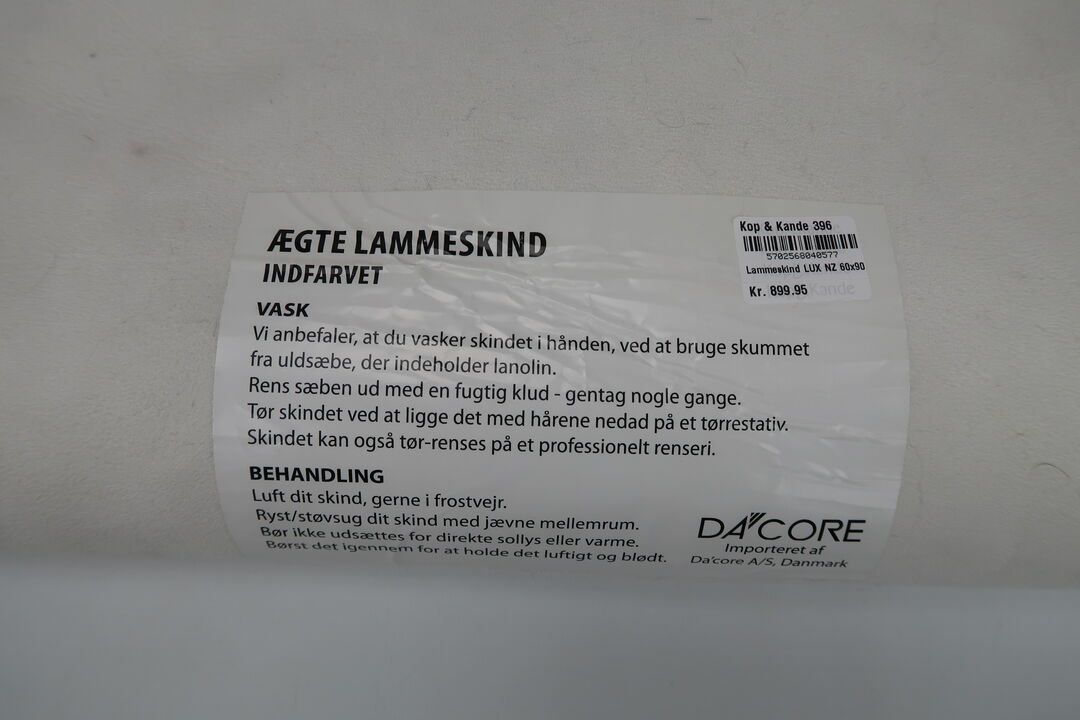 ÆGTE LAMMESKIND
INDFARVET
VASK
Vi anbefaler, at du vasker skindet i hånden, ved at bruge skummet
fra uldsæbe, der indeholder lanolin.
Rens sæben ud med en fugtig klud - gentag nogle gange.
Tør skindet ved at ligge det med hårene nedad på et tørrestativ.
Skindet kan også tør-renses på et professionelt renseri.
BEHANDLING
Luft dit skind, gerne i frostvejr.
Ryst/støvsug dit skind med jævne mellemrum.
Bør ikke udsættes for direkte sollys eller varme.
Børst det igennem for at holde det luftigt og blødt.
Kop & Kande 396
5702568040577
Lammeskind LUX NZ 60x90
Kr. 899.95
Kande
DA'CORE
Importeret af
Da'core A/S, Danmark